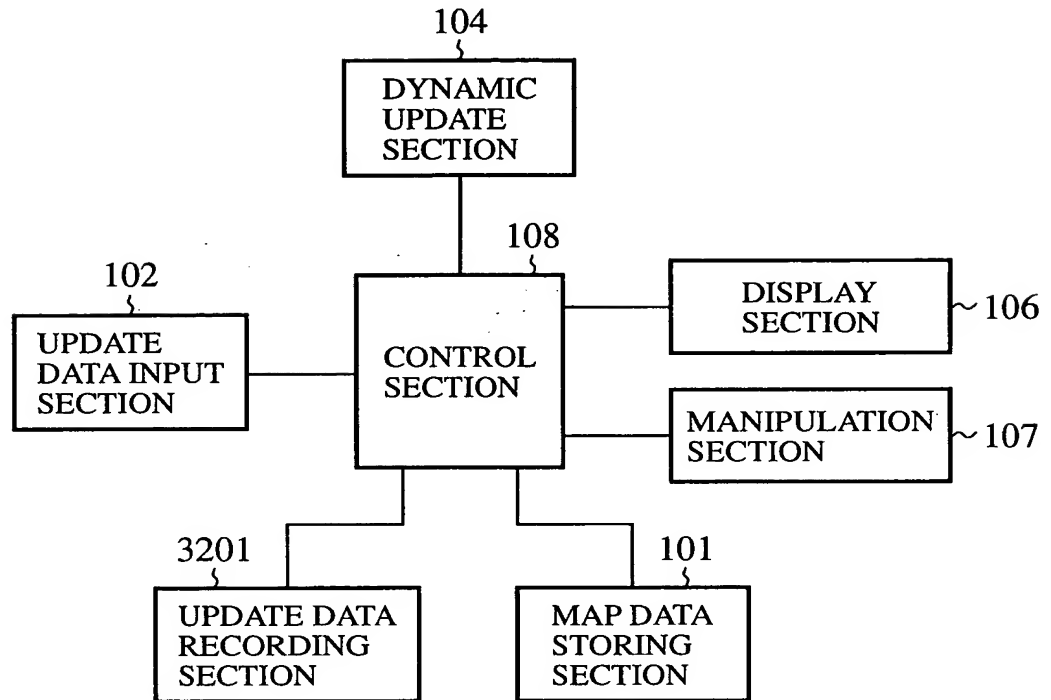 104
DYNAMIC
UPDATE
SECTION
108
102
UPDATE
DATA INPUT
SECTION
CONTROL
SECTION
DISPLAY
SECTION
106
MANIPULATION
SECTION
107
3201
UPDATE DATA
RECORDING
SECTION
101
MAP DATA
STORING
SECTION